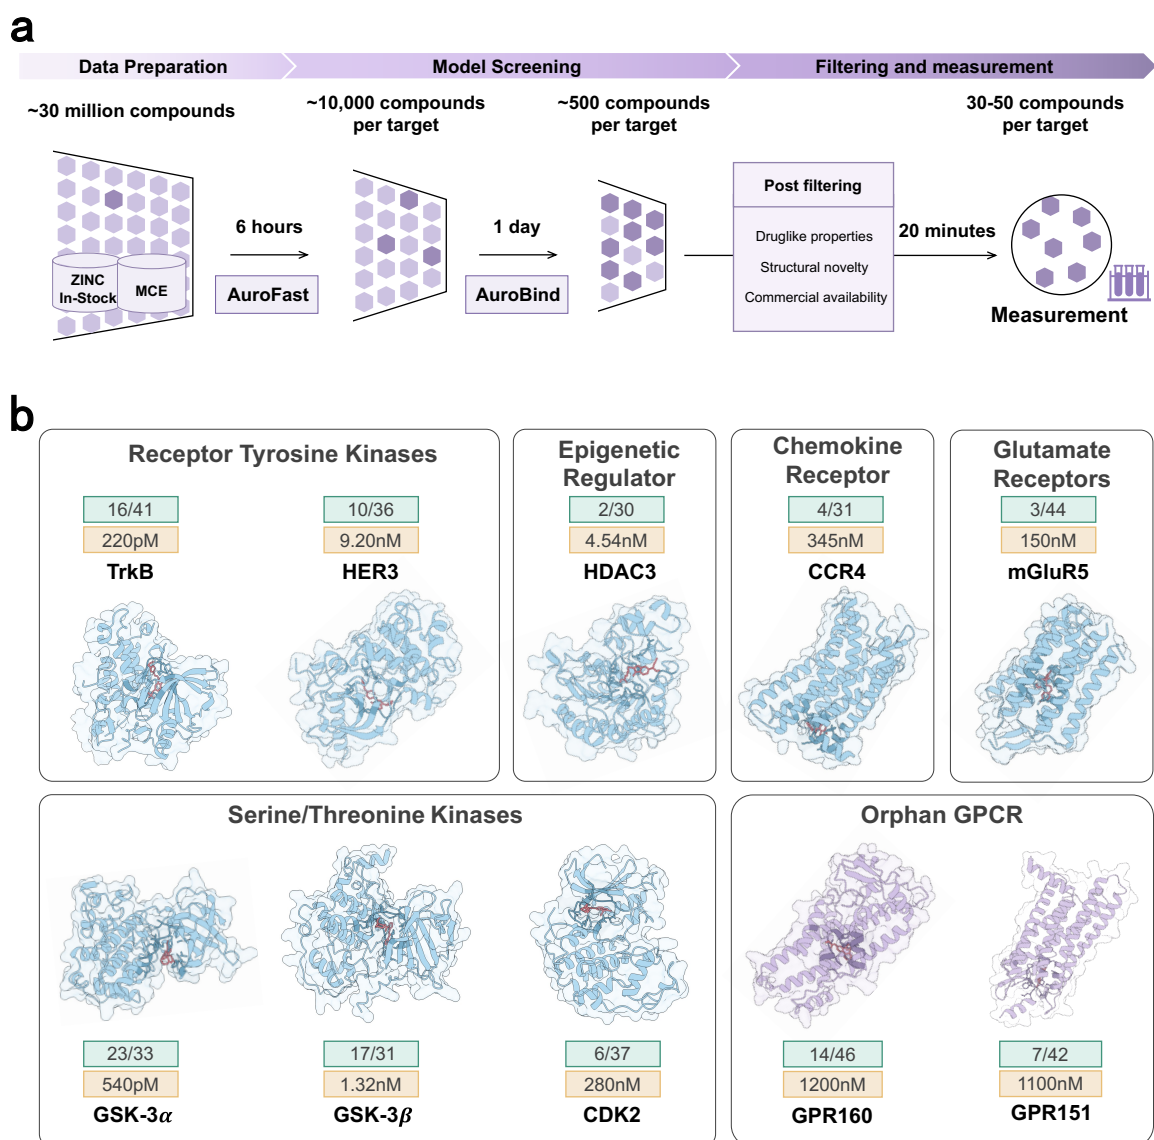 a
Data Preparation
Model Screening
Filtering and measurement
~30 million compounds
~10,000 compounds
per target
~500 compounds
per target
30-50 compounds
per target
ZINC
In-Stock
MCE
6 hours
AuroFast
1 day
AuroBind
Post filtering
Druglike properties
Structural novelty
Commercial availability
20 minutes
Measurement
b
Receptor Tyrosine Kinases
16/41
220pM
TrkB
10/36
9.20nM
HER3
Epigenetic
Regulator
2/30
4.54nM
HDAC3
Chemokine
Receptor
4/31
345nM
CCR4
Glutamate
Receptors
3/44
150nM
mGluR5
Serine/Threonine Kinases
23/33
540pM
GSK-3α
17/31
1.32nM
GSK-3β
6/37
280nM
CDK2
Orphan GPCR
14/46
1200nM
GPR160
7/42
1100nM
GPR151